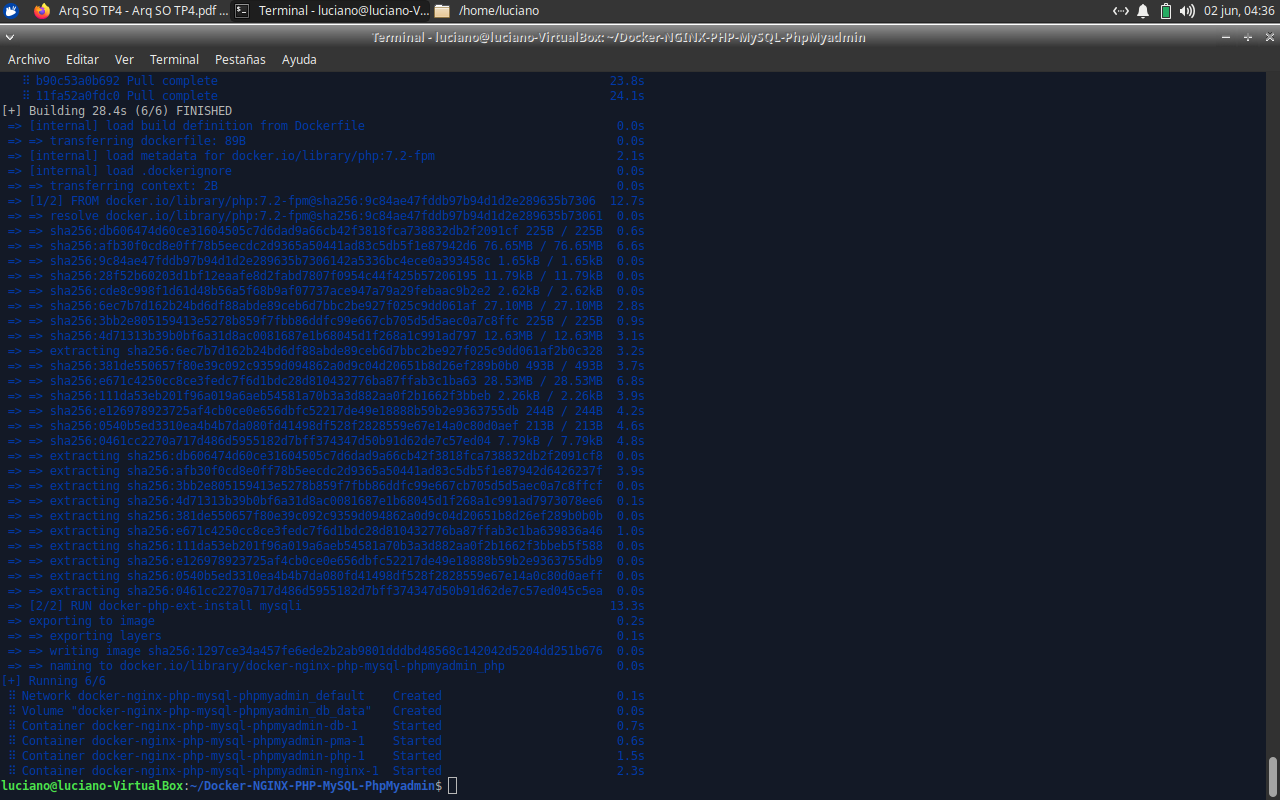 Arq SO TP4 - Arq SO TP4.pdf ...
Terminal - luciano@luciano-V...
/home/luciano
02 jun, 04:36
Terminal - luciano@luciano-VirtualBox: ~/Docker-NGINX-PHP-MySQL-PhpMyadmin
Archivo Editar Ver Terminal Pestañas Ayuda
⠿ b90c53a0b692 Pull complete 23.8s
⠿ 11fa52a0fdc0 Pull complete 24.1s
[+] Building 28.4s (6/6) FINISHED
=> [internal] load build definition from Dockerfile 0.0s
=> => transferring dockerfile: 89B 0.0s
=> [internal] load metadata for docker.io/library/php:7.2-fpm 2.1s
=> [internal] load .dockerignore 0.0s
=> => transferring context: 2B 0.0s
=> [1/2] FROM docker.io/library/php:7.2-fpm@sha256:9c84ae47fddb97b94d1d2e289635b7306 12.7s
=> => resolve docker.io/library/php:7.2-fpm@sha256:9c84ae47fddb97b94d1d2e289635b73061 0.0s
=> => sha256:db606474d60ce31604505c7d6dad9a66cb42f3818fca738832db2f2091cf 225B / 225B 0.6s
=> => sha256:afb30f0cd8e0ff78b5eecdc2d9365a50441ad83c5db5f1e87942d6 76.65MB / 76.65MB 6.6s
=> => sha256:9c84ae47fddb97b94d1d2e289635b7306142a5336bc4ece0a393458c 1.65kB / 1.65kB 0.0s
=> => sha256:28f52b60203d1bf12eaafe8d2fabd7807f0954c44f425b57206195 11.79kB / 11.79kB 0.0s
=> => sha256:cde8c998f1d61d48b56a5f68b9af07737ace947a79a29febaac9b2e2 2.62kB / 2.62kB 0.0s
=> => sha256:6ec7b7d162b24bd6df88abde89ceb6d7bbc2be927f025c9dd061af 27.10MB / 27.10MB 2.8s
=> => sha256:3bb2e805159413e5278b859f7fbb86ddfc99e667cb705d5d5aec0a7c8ffc 225B / 225B 0.9s
=> => sha256:4d71313b39b0bf6a31d8ac0081687e1b68045d1f268a1c991ad797 12.63MB / 12.63MB 3.1s
=> => extracting sha256:6ec7b7d162b24bd6df88abde89ceb6d7bbc2be927f025c9dd061af2b0c328 3.2s
=> => sha256:381de550657f80e39c092c9359d094862a0d9c04d20651b8d26ef289b0b0 493B / 493B 3.7s
=> => sha256:e671c4250cc8ce3fedc7f6d1bdc28d810432776ba87ffab3c1ba63 28.53MB / 28.53MB 6.8s
=> => sha256:111da53eb201f96a019a6aeb54581a70b3a3d882aa0f2b1662f3bbeb 2.26kB / 2.26kB 3.9s
=> => sha256:e126978923725af4cb0ce0e656dbfc52217de49e18888b59b2e9363755db 244B / 244B 4.2s
=> => sha256:0540b5ed3310ea4b4b7da080fd41498df528f2828559e67e14a0c80d0aef 213B / 213B 4.6s
=> => sha256:0461cc2270a717d486d5955182d7bff374347d50b91d62de7c57ed04 7.79kB / 7.79kB 4.8s
=> => extracting sha256:db606474d60ce31604505c7d6dad9a66cb42f3818fca738832db2f2091cf8 0.0s
=> => extracting sha256:afb30f0cd8e0ff78b5eecdc2d9365a50441ad83c5db5f1e87942d6426237f 3.9s
=> => extracting sha256:3bb2e805159413e5278b859f7fbb86ddfc99e667cb705d5d5aec0a7c8ffcf 0.0s
=> => extracting sha256:4d71313b39b0bf6a31d8ac0081687e1b68045d1f268a1c991ad7973078ee6 0.1s
=> => extracting sha256:381de550657f80e39c092c9359d094862a0d9c04d20651b8d26ef289b0b0b 0.0s
=> => extracting sha256:e671c4250cc8ce3fedc7f6d1bdc28d810432776ba87ffab3c1ba639836a46 1.0s
=> => extracting sha256:111da53eb201f96a019a6aeb54581a70b3a3d882aa0f2b1662f3bbeb5f588 0.0s
=> => extracting sha256:e126978923725af4cb0ce0e656dbfc52217de49e18888b59b2e9363755db9 0.0s
=> => extracting sha256:0540b5ed3310ea4b4b7da080fd41498df528f2828559e67e14a0c80d0aeff 0.0s
=> => extracting sha256:0461cc2270a717d486d5955182d7bff374347d50b91d62de7c57ed045c5ea 0.0s
=> [2/2] RUN docker-php-ext-install mysqli 13.3s
=> exporting to image 0.2s
=> => exporting layers 0.1s
=> => writing image sha256:1297ce34a457fe6ede2b2ab9801dddbd48568c142042d5204dd251b676 0.0s
=> => naming to docker.io/library/docker-nginx-php-mysql-phpmyadmin_php 0.0s
[+] Running 6/6
⠿ Network docker-nginx-php-mysql-phpmyadmin_default Created 0.1s
⠿ Volume "docker-nginx-php-mysql-phpmyadmin_db_data" Created 0.0s
⠿ Container docker-nginx-php-mysql-phpmyadmin-db-1 Started 0.7s
⠿ Container docker-nginx-php-mysql-phpmyadmin-pma-1 Started 0.6s
⠿ Container docker-nginx-php-mysql-phpmyadmin-php-1 Started 1.5s
⠿ Container docker-nginx-php-mysql-phpmyadmin-nginx-1 Started 2.3s
luciano@luciano-VirtualBox:~/Docker-NGINX-PHP-MySQL-PhpMyadmin$